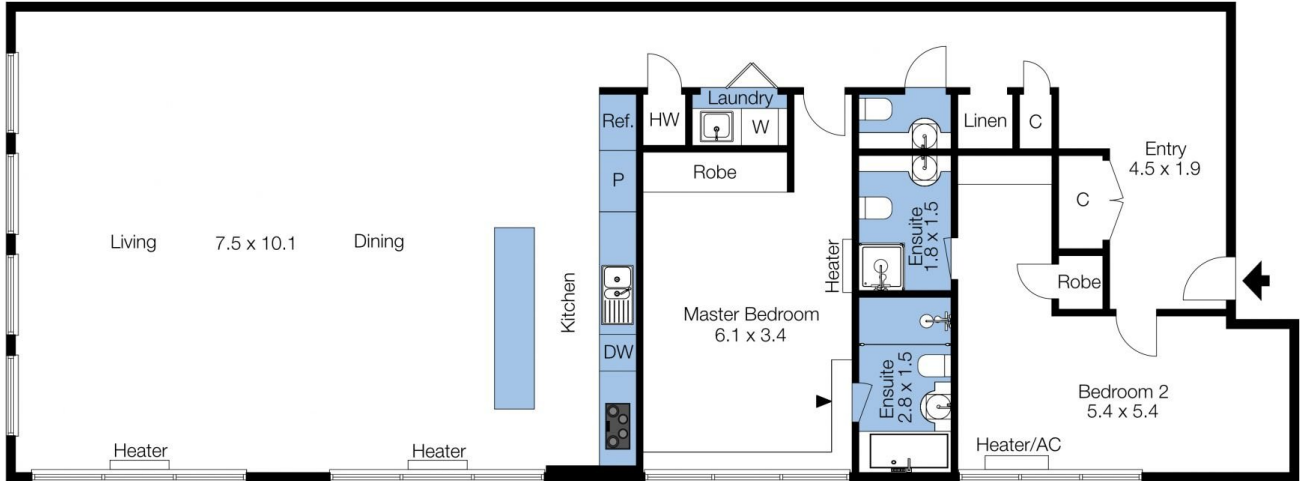 Laundry
Ref.
HW
W
Linen
C
Entry
4.5 x 1.9
P
Robe
C
Living
7.5 x 10.1
Dining
Ensuite
1.8 x 1.5
Heater
Robe
Kitchen
Master Bedroom
6.1 x 3.4
DW
Ensuite
2.8 x 1.5
Bedroom 2
5.4 x 5.4
Heater
Heater
Heater/AC